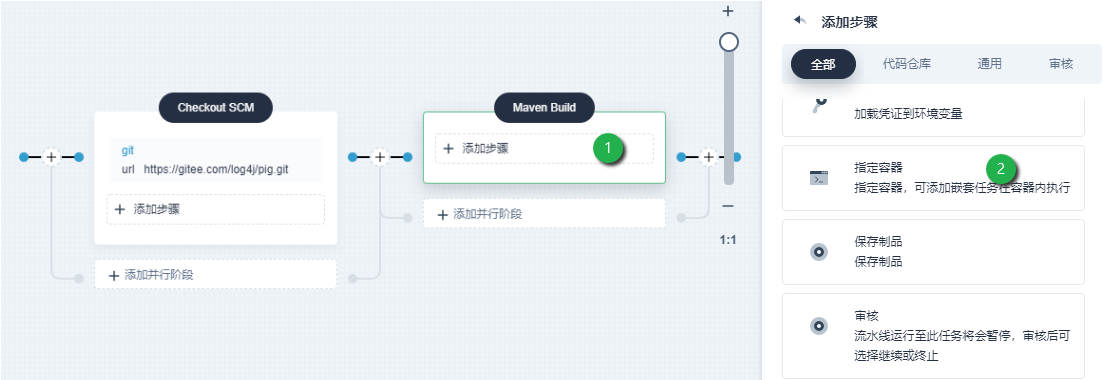 Checkout SCM
git
url https://gitee.com/log4j/pig.git
+ 添加步骤
+ 添加并行阶段
Maven Build
+ 添加步骤
1
+ 添加并行阶段
1:1
添加步骤
全部 代码仓库 通用 审核
加载凭证到环境变量
指定容器
2
指定容器，可添加嵌套任务在容器内执行
保存制品
保存制品
审核
流水线运行至此任务将会暂停，审核后可
选择继续或终止